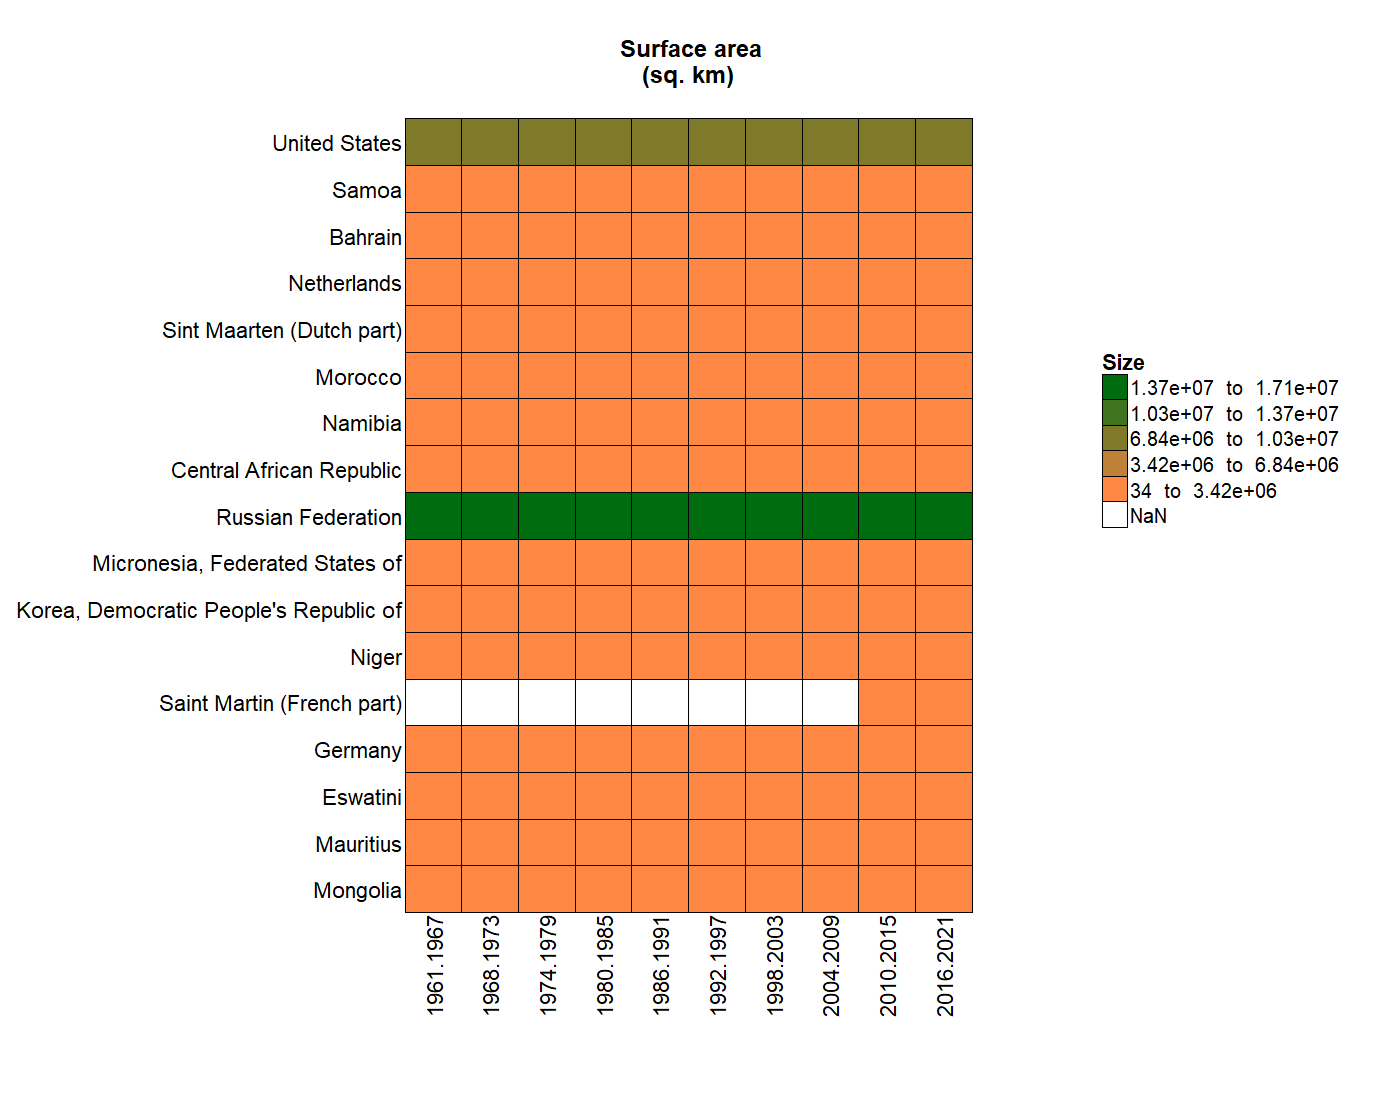 Surface area
(sq. km)
United States
Samoa
Bahrain
Netherlands
Sint Maarten (Dutch part)
Morocco
Namibia
Central African Republic
Russian Federation
Micronesia, Federated States of
Korea, Democratic People's Republic of
Niger
Saint Martin (French part)
Germany
Eswatini
Mauritius
Mongolia
1961.1967
1968.1973
1974.1979
1980.1985
1986.1991
1992.1997
1998.2003
2004.2009
2010.2015
2016.2021
Size
1.37e+07 to 1.71e+07
1.03e+07 to 1.37e+07
6.84e+06 to 1.03e+07
3.42e+06 to 6.84e+06
34 to 3.42e+06
NaN